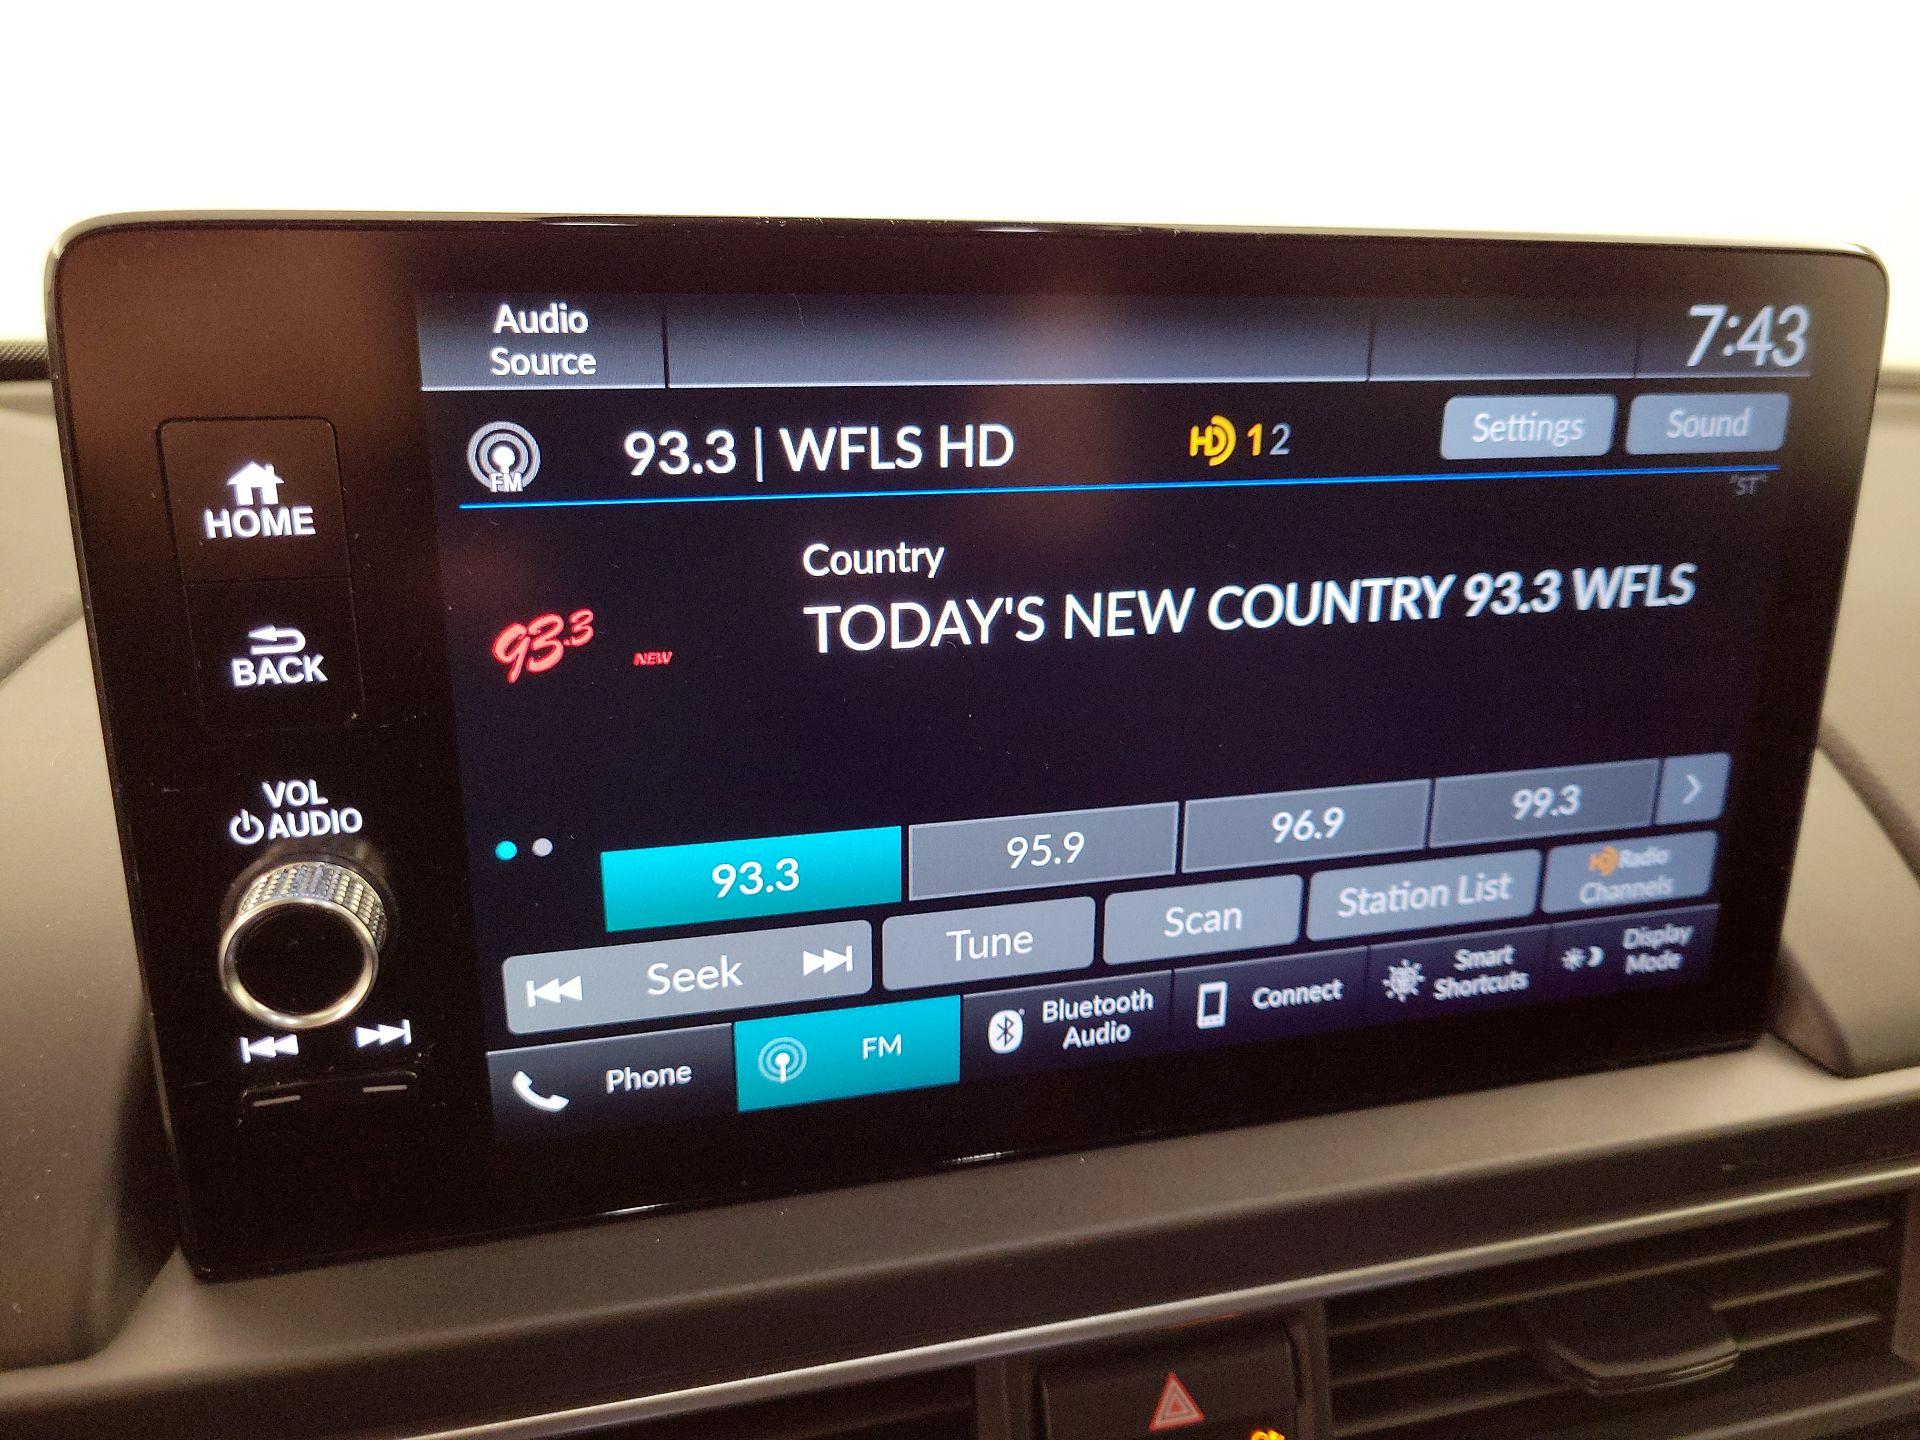 Audio
Source
7:43
FM
93.3 | WFLS HD
HD 1 2
Settings
Sound
"ST"
HOME
BACK
VOL
AUDIO
Country
TODAY'S NEW COUNTRY 93.3 WFLS
93.3
NEW
93.3
95.9
96.9
99.3
Seek
Tune
Scan
Station List
HD Radio
Channels
Phone
FM
Bluetooth
Audio
Connect
Smart
Shortcuts
Display
Mode